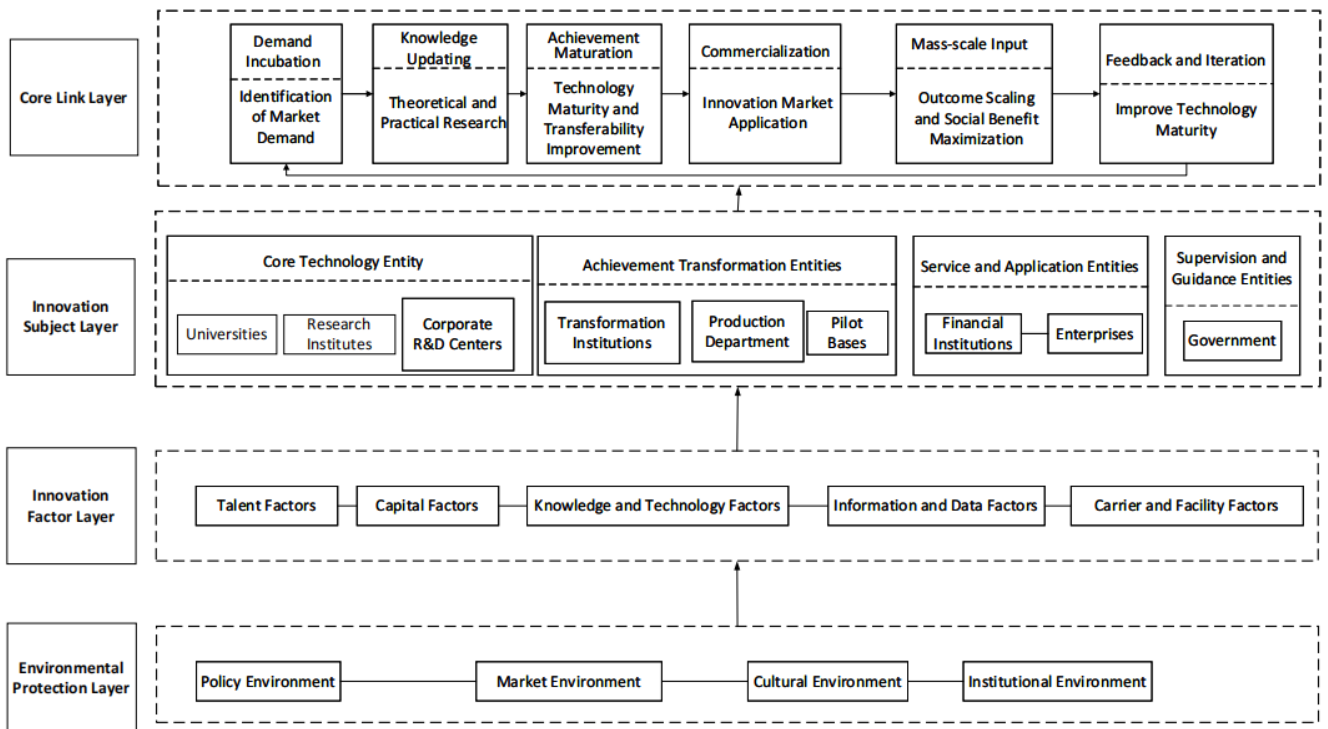 Core Link Layer
Demand
Incubation
Identification
of Market
Demand
Knowledge
Updating
Theoretical and
Practical Research
Achievement
Maturation
Technology
Maturity and
Transferability
Improvement
Commercialization
Innovation Market
Application
Mass-scale Input
Outcome Scaling
and Social Benefit
Maximization
Feedback and Iteration
Improve Technology
Maturity
Innovation
Subject Layer
Core Technology Entity
Universities
Research
Institutes
Corporate
R&D Centers
Achievement Transformation Entities
Transformation
Institutions
Production
Department
Pilot
Bases
Service and Application Entities
Financial
Institutions
Enterprises
Supervision and
Guidance Entities
Government
Innovation
Factor Layer
Talent Factors
Capital Factors
Knowledge and Technology Factors
Information and Data Factors
Carrier and Facility Factors
Environmental
Protection Layer
Policy Environment
Market Environment
Cultural Environment
Institutional Environment